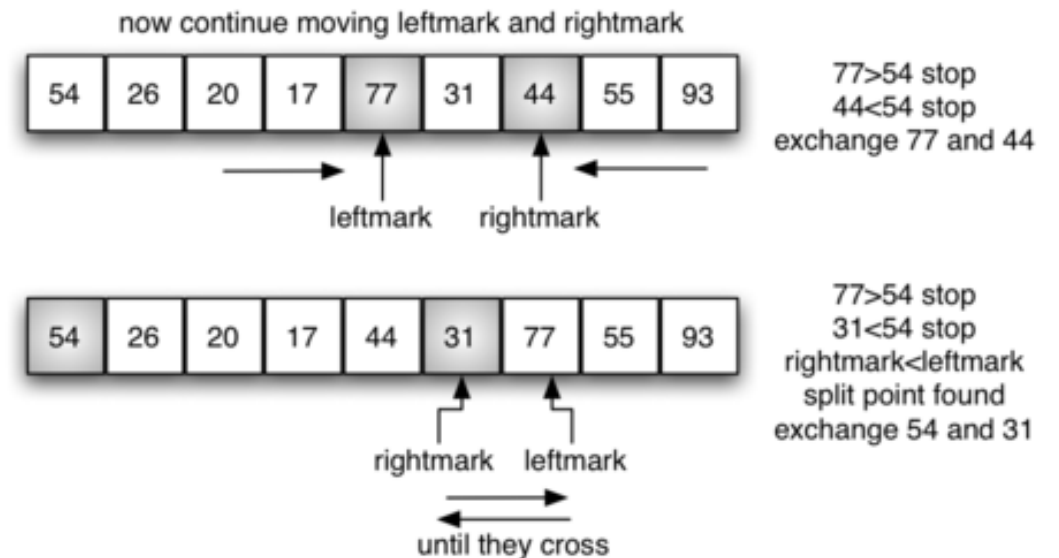 now continue moving leftmark and rightmark
54 26 20 17 77 31 44 55 93
77>54 stop
44<54 stop
exchange 77 and 44
leftmark rightmark
54 26 20 17 44 31 77 55 93
77>54 stop
31<54 stop
rightmark<leftmark
split point found
exchange 54 and 31
rightmark leftmark
until they cross